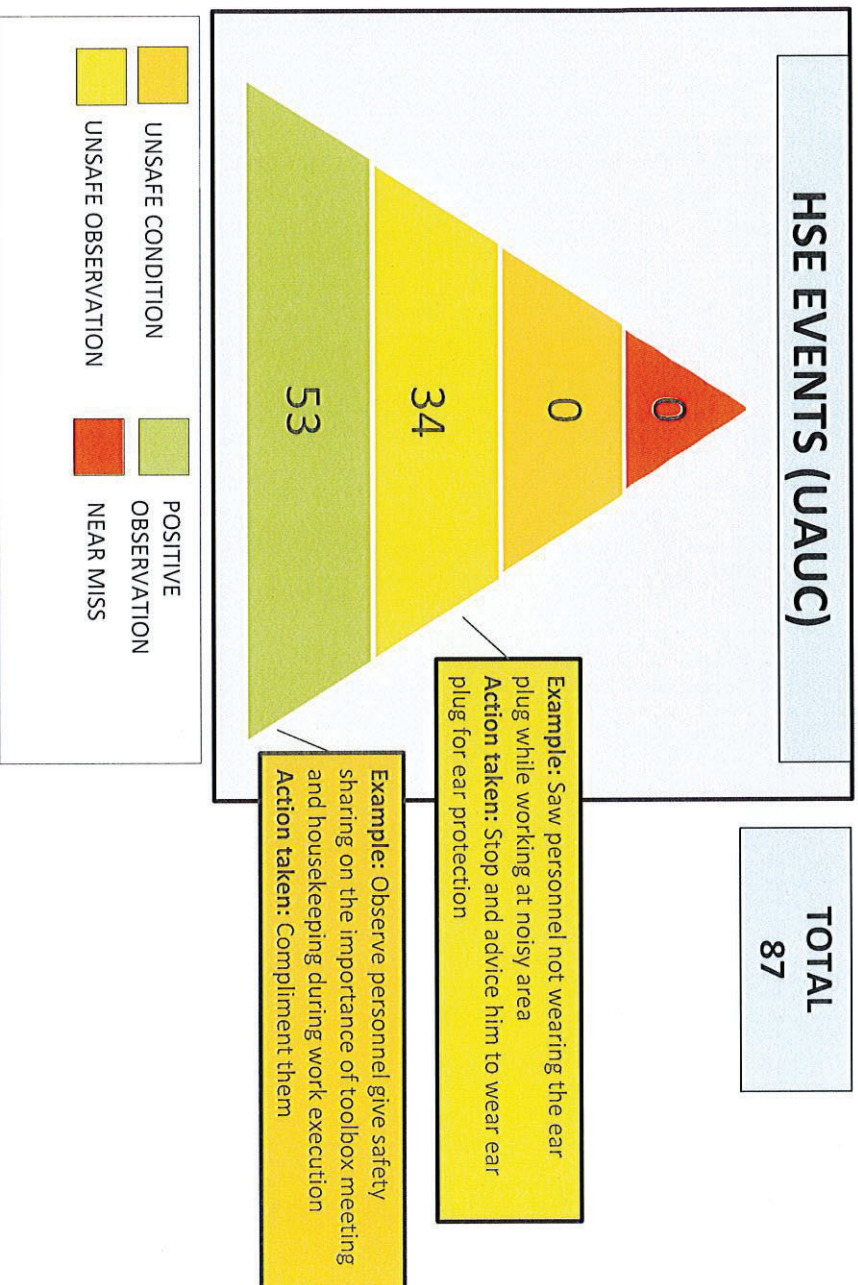 HSE EVENTS (UAUC)
TOTAL
87
0
0
34
53
Example: Saw personnel not wearing the ear
plug while working at noisy area
Action taken: Stop and advice him to wear ear
plug for ear protection
Example: Observe personnel give safety
sharing on the importance of toolbox meeting
and housekeeping during work execution
Action taken: Compliment them
UNSAFE CONDITION
UNSAFE OBSERVATION
POSITIVE
OBSERVATION
NEAR MISS